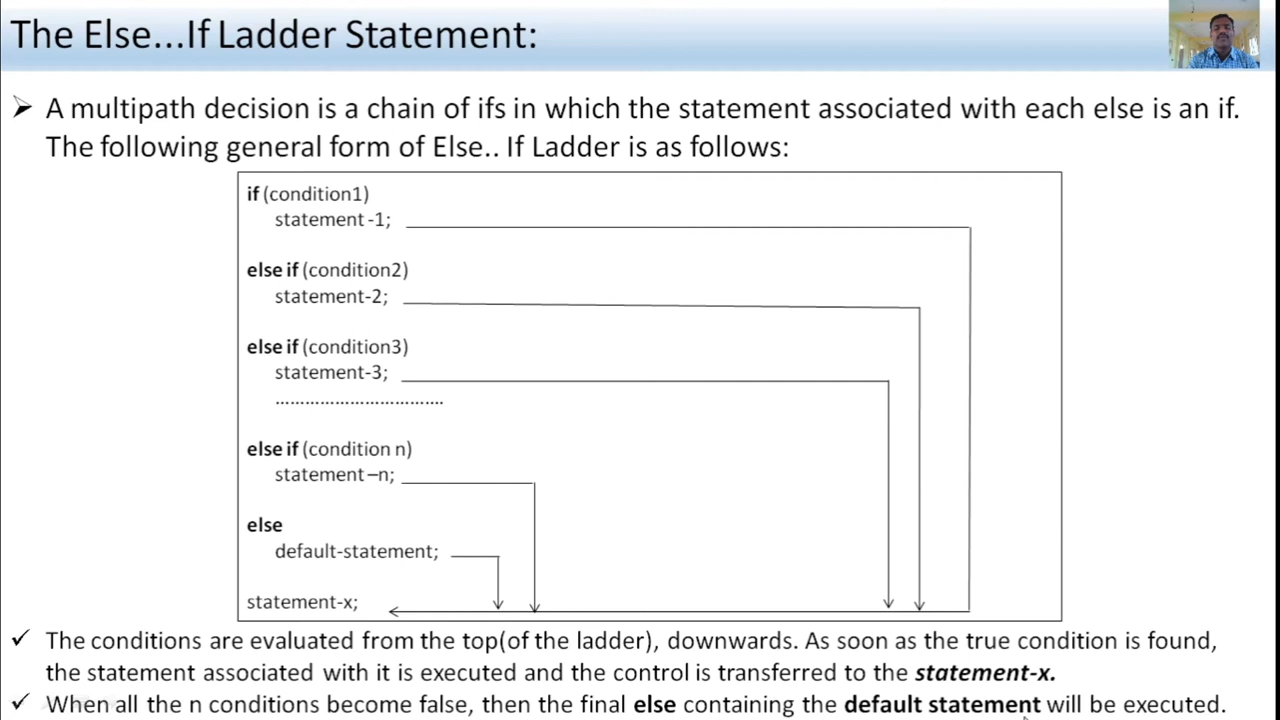 The Else...If Ladder Statement:
➢ A multipath decision is a chain of ifs in which the statement associated with each else is an if.
The following general form of Else.. If Ladder is as follows:
if (condition1)
statement -1;
else if (condition2)
statement-2;
else if (condition3)
statement-3;
..................................
else if (condition n)
statement–n;
else
default-statement;
statement-x;
✓ The conditions are evaluated from the top(of the ladder), downwards. As soon as the true condition is found,
the statement associated with it is executed and the control is transferred to the statement-x.
✓ When all the n conditions become false, then the final else containing the default statement will be executed.